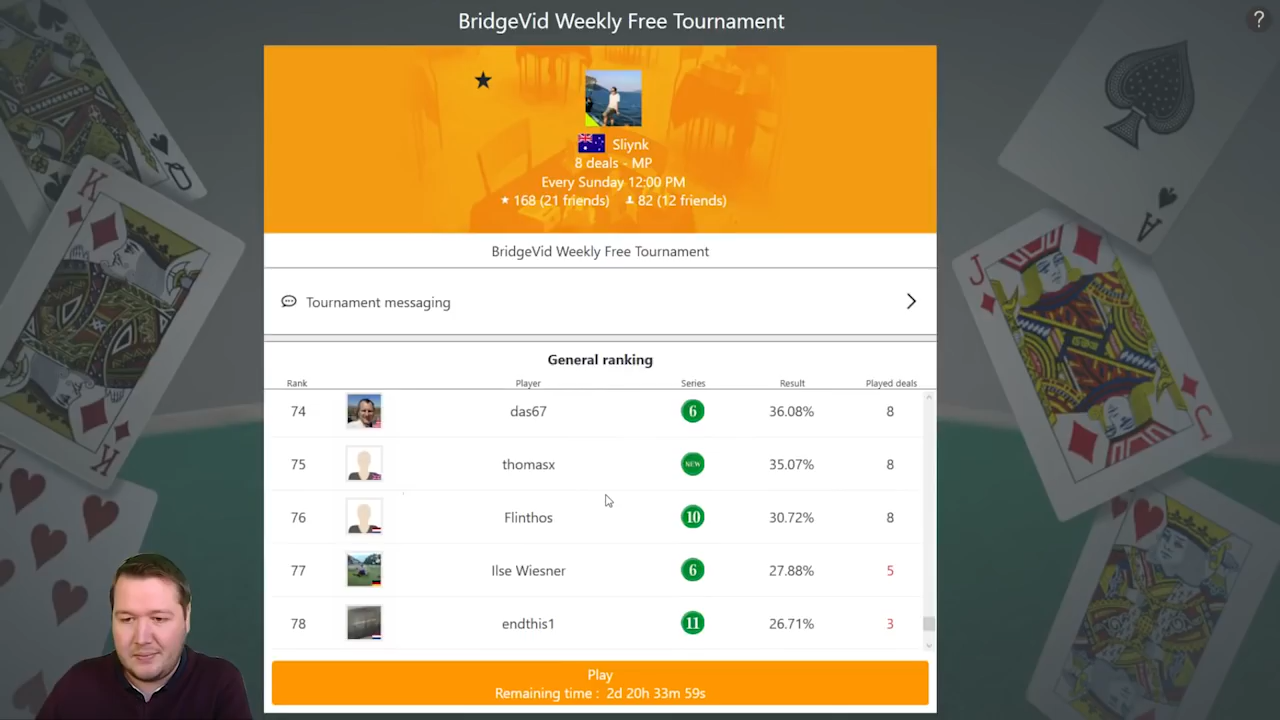 BridgeVid Weekly Free Tournament
?
Sliynk
8 deals - MP
Every Sunday 12:00 PM
168 (21 friends) 82 (12 friends)
BridgeVid Weekly Free Tournament
Tournament messaging
General ranking
Rank Player Series Result Played deals
74 das67 6 36.08% 8
75 thomasx NEW 35.07% 8
76 Flinthos 10 30.72% 8
77 Ilse Wiesner 6 27.88% 5
78 endthis1 11 26.71% 3
Play
Remaining time : 2d 20h 33m 59s
K
K
Q
A
J
J